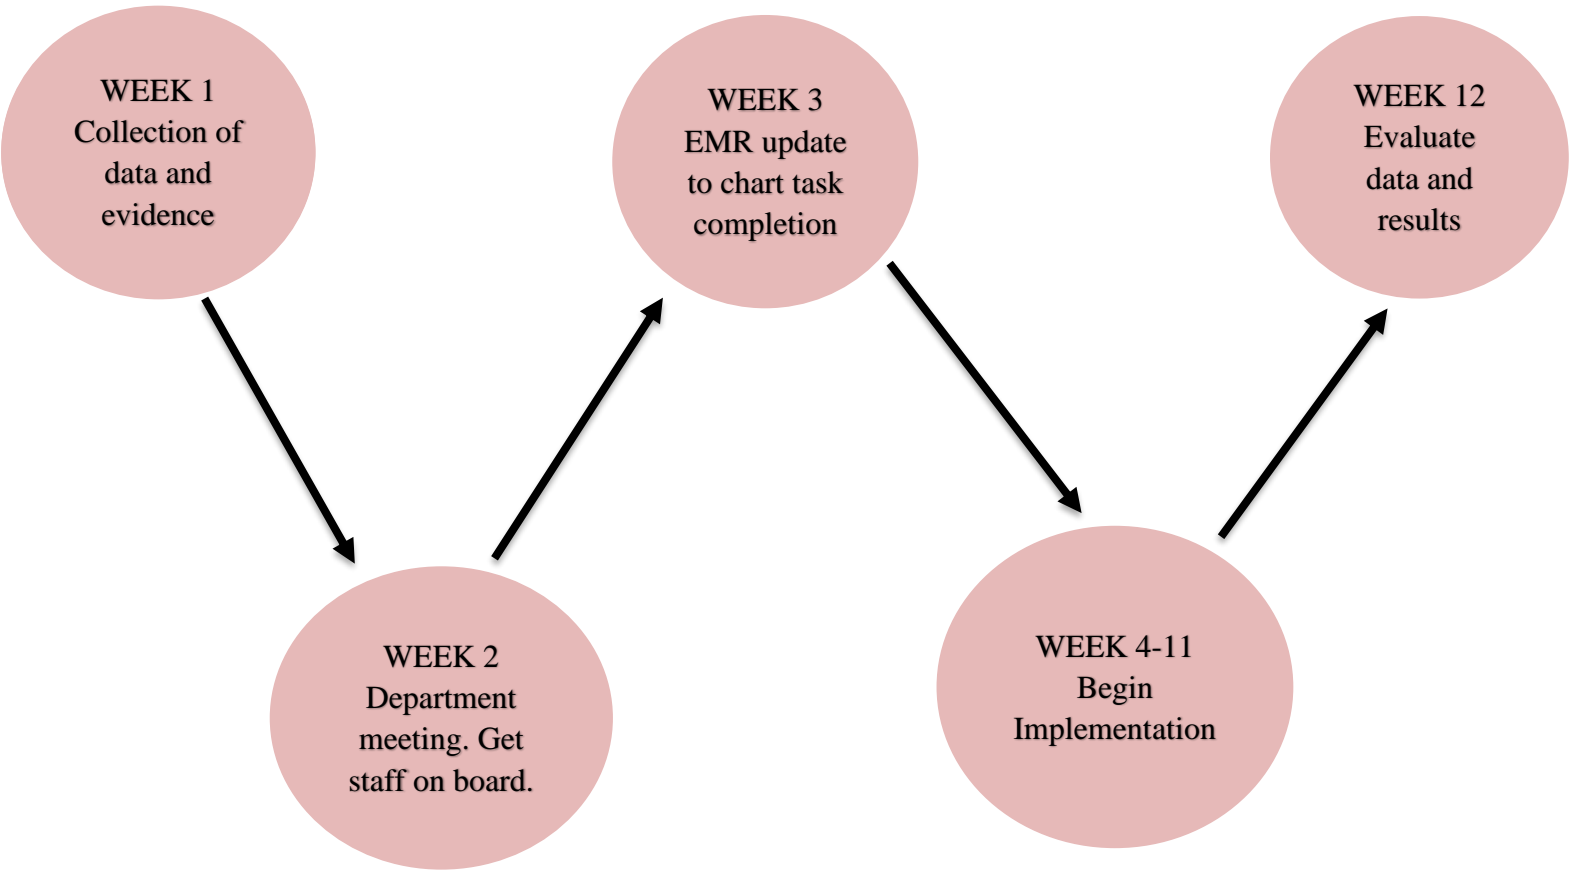 WEEK 1
Collection of
data and
evidence
WEEK 2
Department
meeting. Get
staff on board.
WEEK 3
EMR update
to chart task
completion
WEEK 4-11
Begin
Implementation
WEEK 12
Evaluate
data and
results